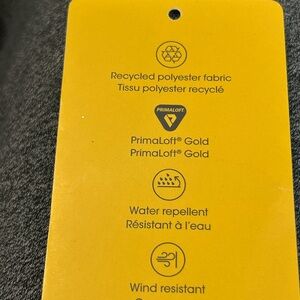 Recycled polyester fabric
Tissu polyester recyclé
PRIMALOFT
PrimaLoft® Gold
PrimaLoft® Gold
Water repellent
Résistant à l'eau
Wind resistant